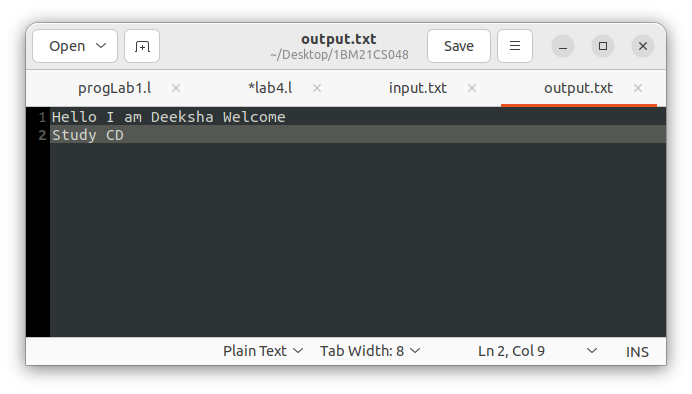 Open
output.txt
~/Desktop/1BM21CS048
Save
progLab1.l
*lab4.l
input.txt
output.txt
1 Hello I am Deeksha Welcome
2 Study CD
Plain Text
Tab Width: 8
Ln 2, Col 9
INS